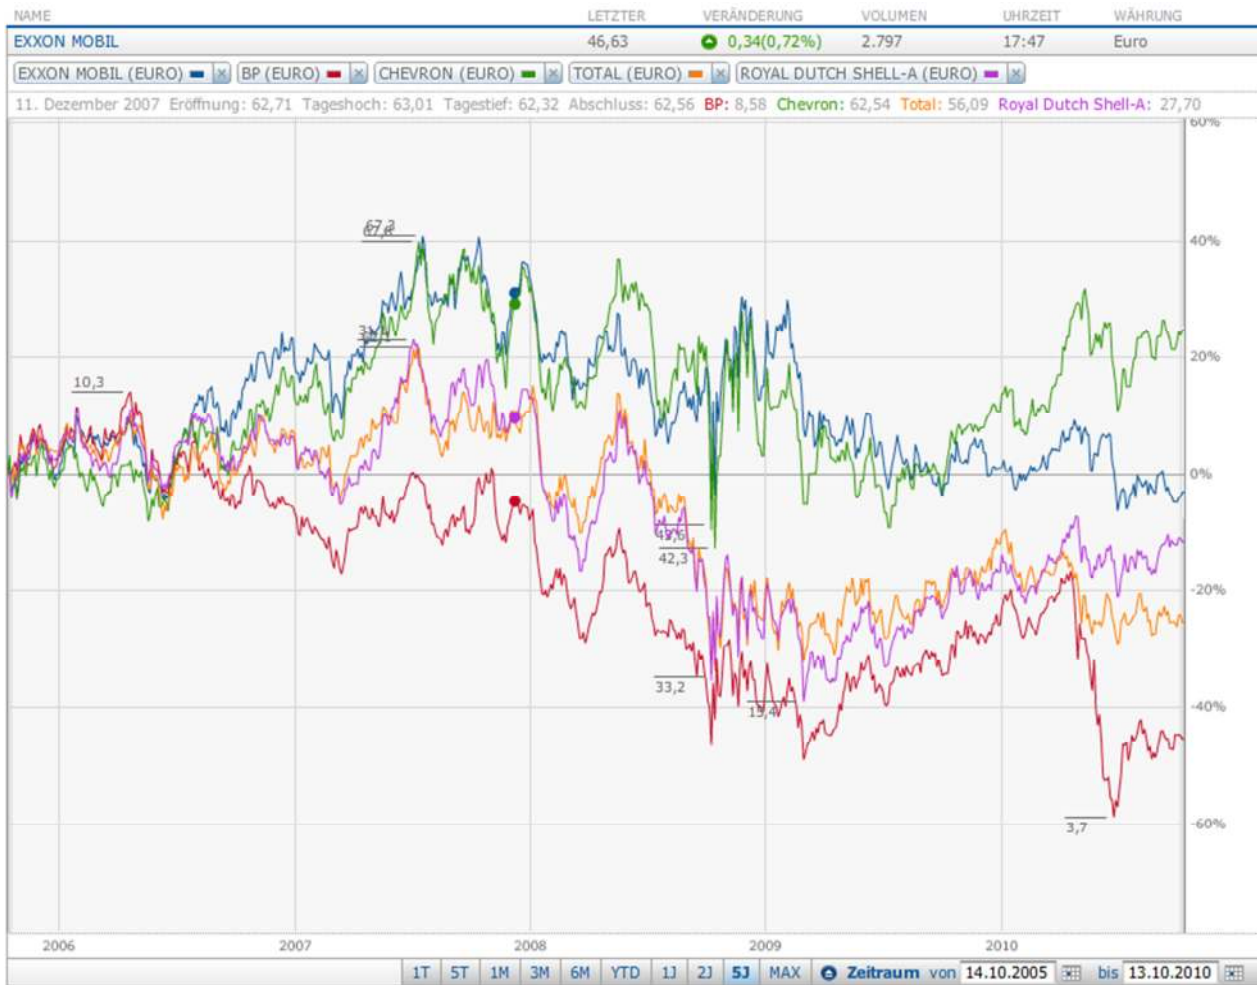 NAME LETZTER VERÄNDERUNG VOLUMEN UHRZEIT WÄHRUNG
EXXON MOBIL 46,63 0,34(0,72%) 2.797 17:47 Euro
EXXON MOBIL (EURO) BP (EURO) CHEVRON (EURO) TOTAL (EURO) ROYAL DUTCH SHELL-A (EURO)
11. Dezember 2007 Eröffnung: 62,71 Tageshoch: 63,01 Tagestief: 62,32 Abschluss: 62,56 BP: 8,58 Chevron: 62,54 Total: 56,09 Royal Dutch Shell-A: 27,70
60%
67,3
40%
20%
10,3
0%
42,3
-20%
33,2
19,4
-40%
3,7
-60%
2006 2007 2008 2009 2010
1T 5T 1M 3M 6M YTD 1J 2J 5J MAX Zeitraum von 14.10.2005 bis 13.10.2010